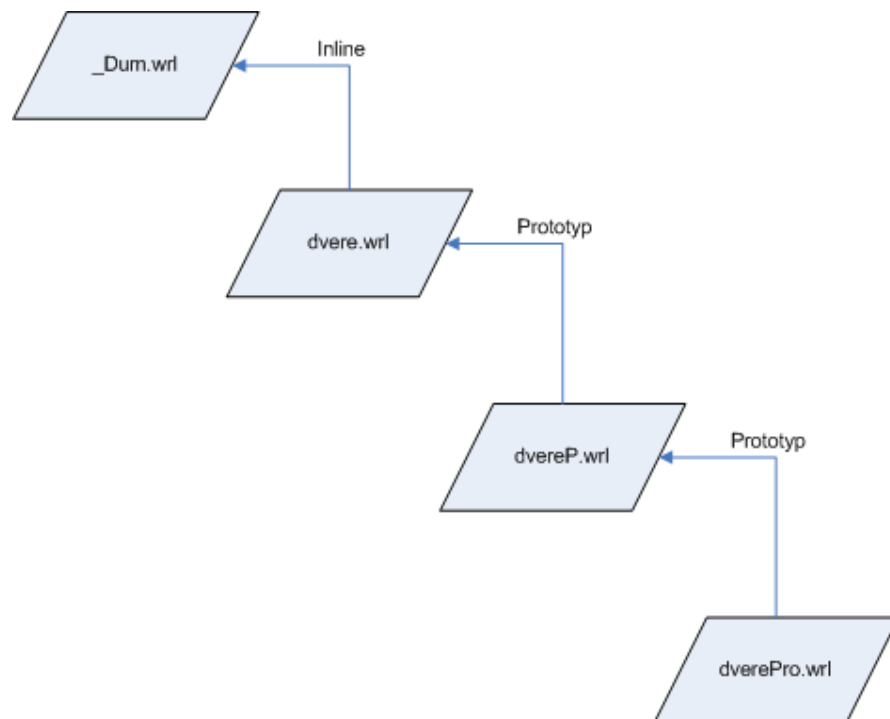 _Dum.wrl
Inline
dvere.wrl
Prototyp
dvereP.wrl
Prototyp
dverePro.wrl